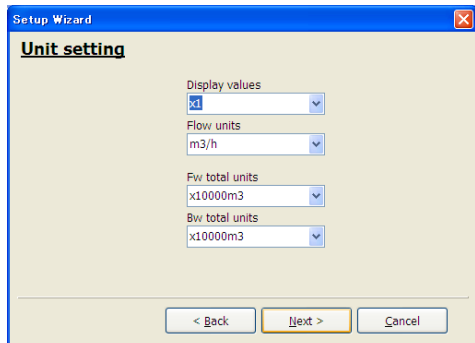 Setup Wizard
Unit setting
Display values
x1
Flow units
m3/h
Fw total units
x10000m3
Bw total units
x10000m3
< Back Next > Cancel